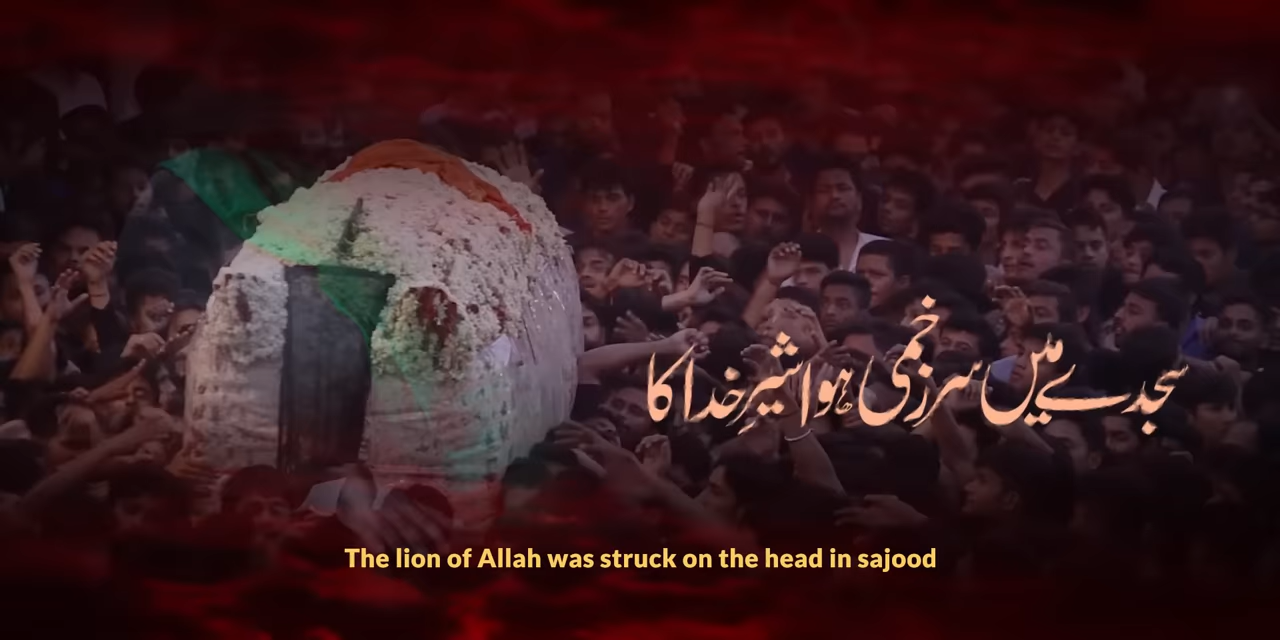 سجدے میں سر زخمی ہوا شیرِ خدا کا
The lion of Allah was struck on the head in sajood